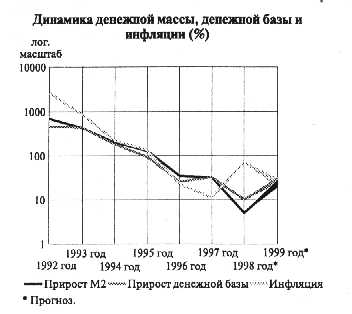 Динамика денежной массы, денежной базы и
инфляции (%)
лог.
масштаб
10000
1000
100
10
1
1993 год 1995 год 1997 год 1999 год*
1992 год 1994 год 1996 год 1998 год*
Прирост М2 Прирост денежной базы Инфляция
* Прогноз.